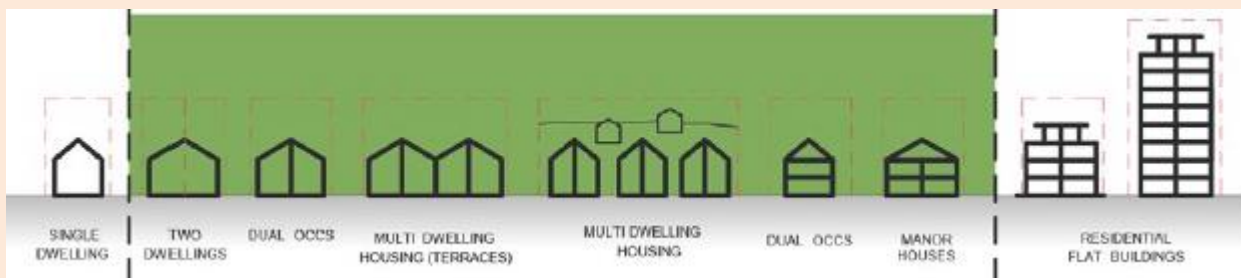 SINGLE
DWELLING
TWO
DWELLINGS
DUAL OCCS
MULTI DWELLING
HOUSING (TERRACES)
MULTI DWELLING
HOUSING
DUAL OCCS
MANOR
HOUSES
RESIDENTIAL
FLAT BUILDINGS